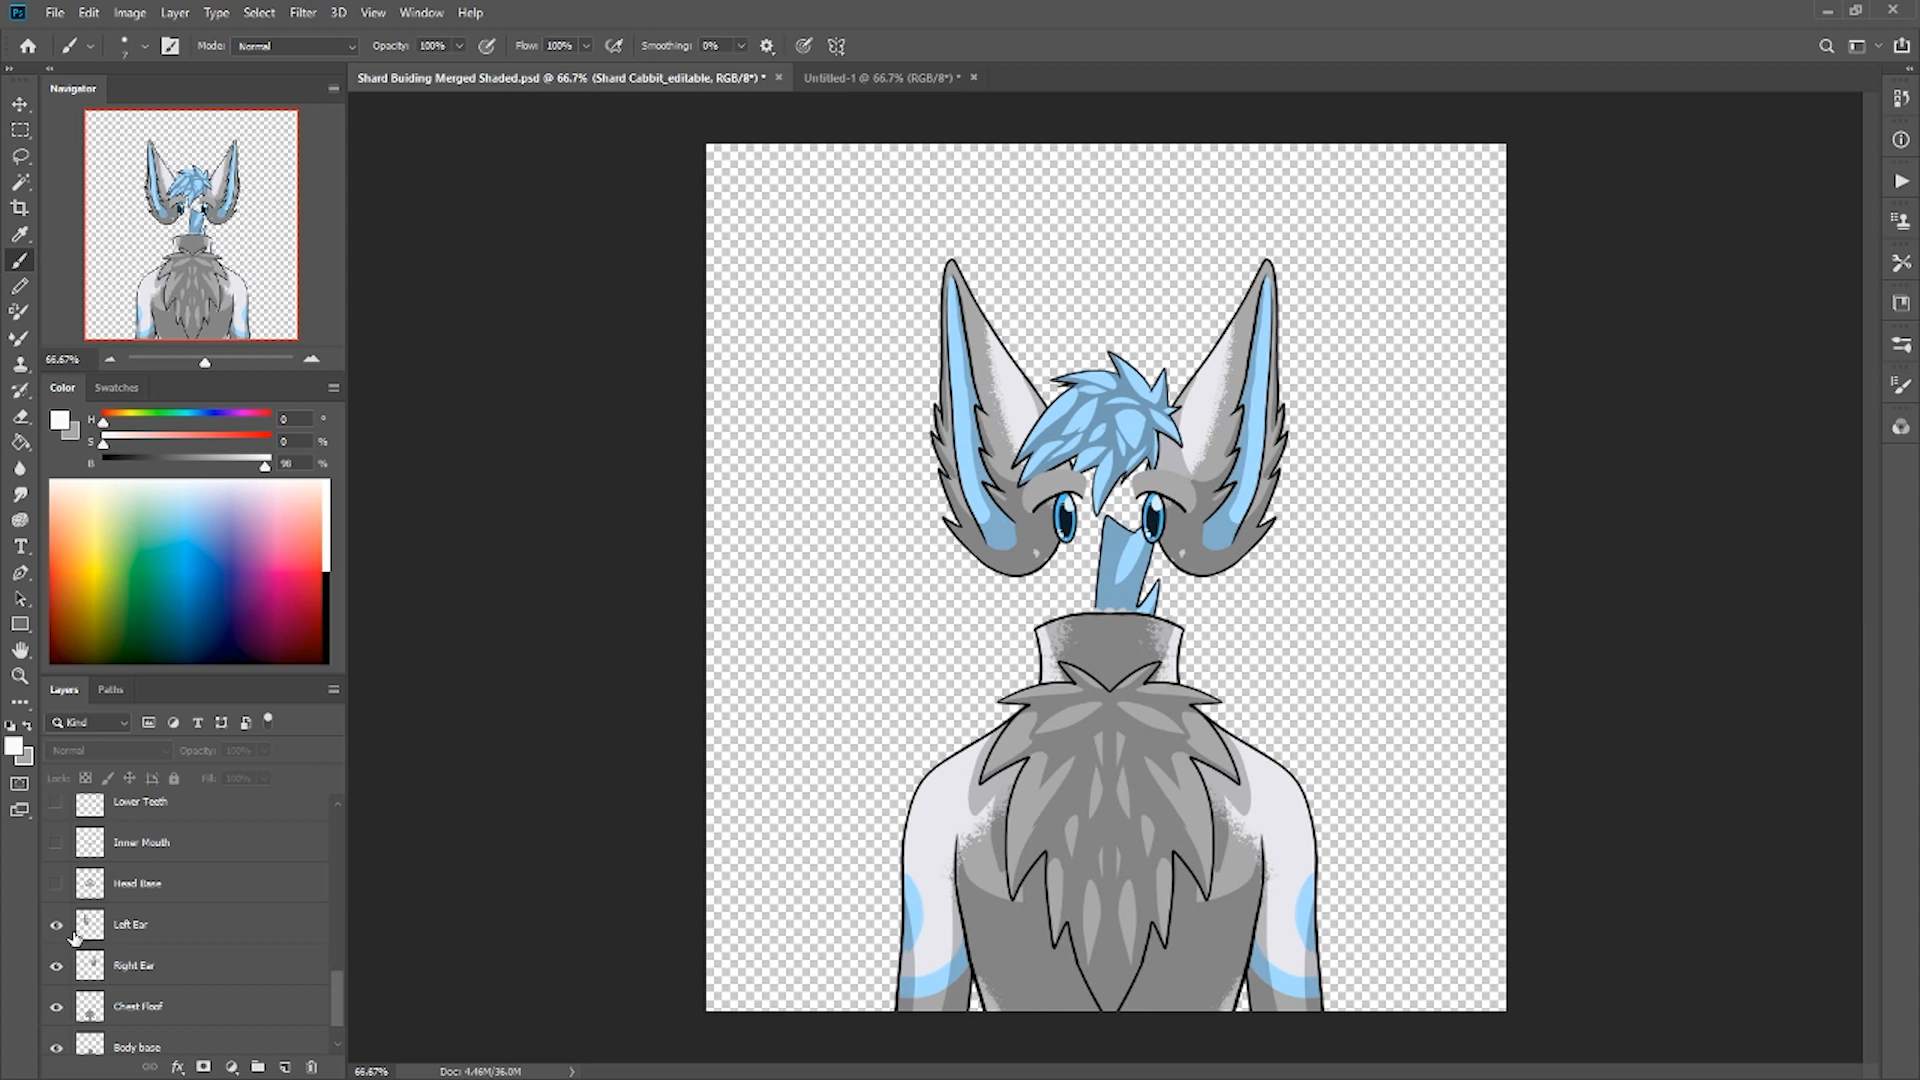 Ps File Edit Image Layer Type Select Filter 3D View Window Help
7 Mode: Normal Opacity: 100% Flow: 100% Smoothing: 0%
Shard Buiding Merged Shaded.psd @ 66.7% (Shard Cabbit_editable, RGB/8*) * × Untitled-1 @ 66.7% (RGB/8*) * ×
Navigator
66.67%
Color Swatches
H 0 °
S 0 %
B 98 %
Layers Paths
Kind
Normal Opacity: 100%
Lock: Fill: 100%
Lower Teeth
Inner Mouth
Head Base
Left Ear
Right Ear
Chest Floof
Body base
66.67% Doc: 4.46M/36.0M